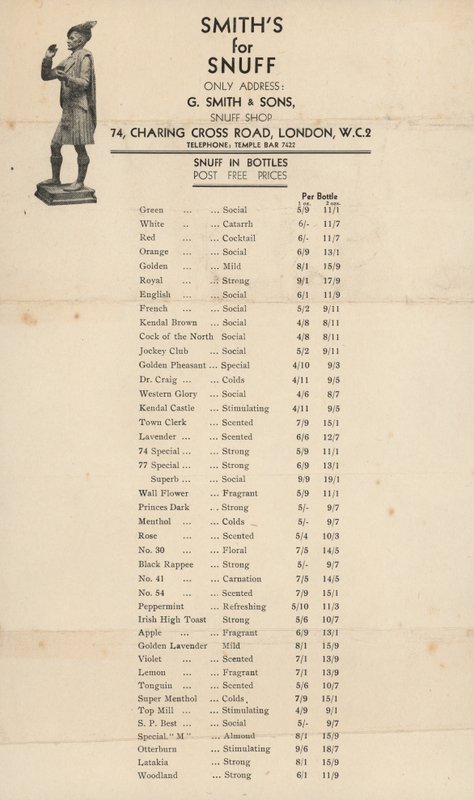 SMITH'S
for
SNUFF
ONLY ADDRESS:
G. SMITH & SONS,
SNUFF SHOP
74, CHARING CROSS ROAD, LONDON, W.C.2
TELEPHONE: TEMPLE BAR 7422
SNUFF IN BOTTLES
POST FREE PRICES
Per Bottle
1 oz. 2 ozs.
Green ... ... Social 5/9 11/1
White .. ... Catarrh 6/- 11/7
Red ... ... Cocktail 6/- 11/7
Orange ... ... Social 6/9 13/1
Golden ... ... Mild 8/1 15/9
Royal ... ... Strong 9/1 17/9
English ... ... Social 6/1 11/9
French ... ... Social 5/2 9/11
Kendal Brown ... Social 4/8 8/11
Cock of the North Social 4/8 8/11
Jockey Club ... Social 5/2 9/11
Golden Pheasant ... Special 4/10 9/3
Dr. Craig ... ... Colds 4/11 9/5
Western Glory ... Social 4/6 8/7
Kendal Castle ... Stimulating 4/11 9/5
Town Clerk ... Scented 7/9 15/1
Lavender ... ... Scented 6/6 12/7
74 Special ... ... Strong 5/9 11/1
77 Special ... ... Strong 6/9 13/1
Superb ... ... Social 9/9 19/1
Wall Flower ... Fragrant 5/9 11/1
Princes Dark .. Strong 5/- 9/7
Menthol ... ... Colds 5/- 9/7
Rose ... ... Scented 5/4 10/3
No. 30 ... ... Floral 7/5 14/5
Black Rappee ... Strong 5/- 9/7
No. 41 ... ... Carnation 7/5 14/5
No. 54 ... ... Scented 7/9 15/1
Peppermint ... Refreshing 5/10 11/3
Irish High Toast Strong 5/6 10/7
Apple ... ... Fragrant 6/9 13/1
Golden Lavender Mild 8/1 15/9
Violet ... ... Scented 7/1 13/9
Lemon ... ... Fragrant 7/1 13/9
Tonguin ... ... Scented 5/6 10/7
Super Menthol ... Colds 7/9 15/1
Top Mill ... ... Stimulating 4/9 9/1
S. P. Best ... ... Social 5/- 9/7
Special "M" ... Almond 8/1 15/9
Otterburn ... Stimulating 9/6 18/7
Latakia ... Strong 8/1 15/9
Woodland ... Strong 6/1 11/9